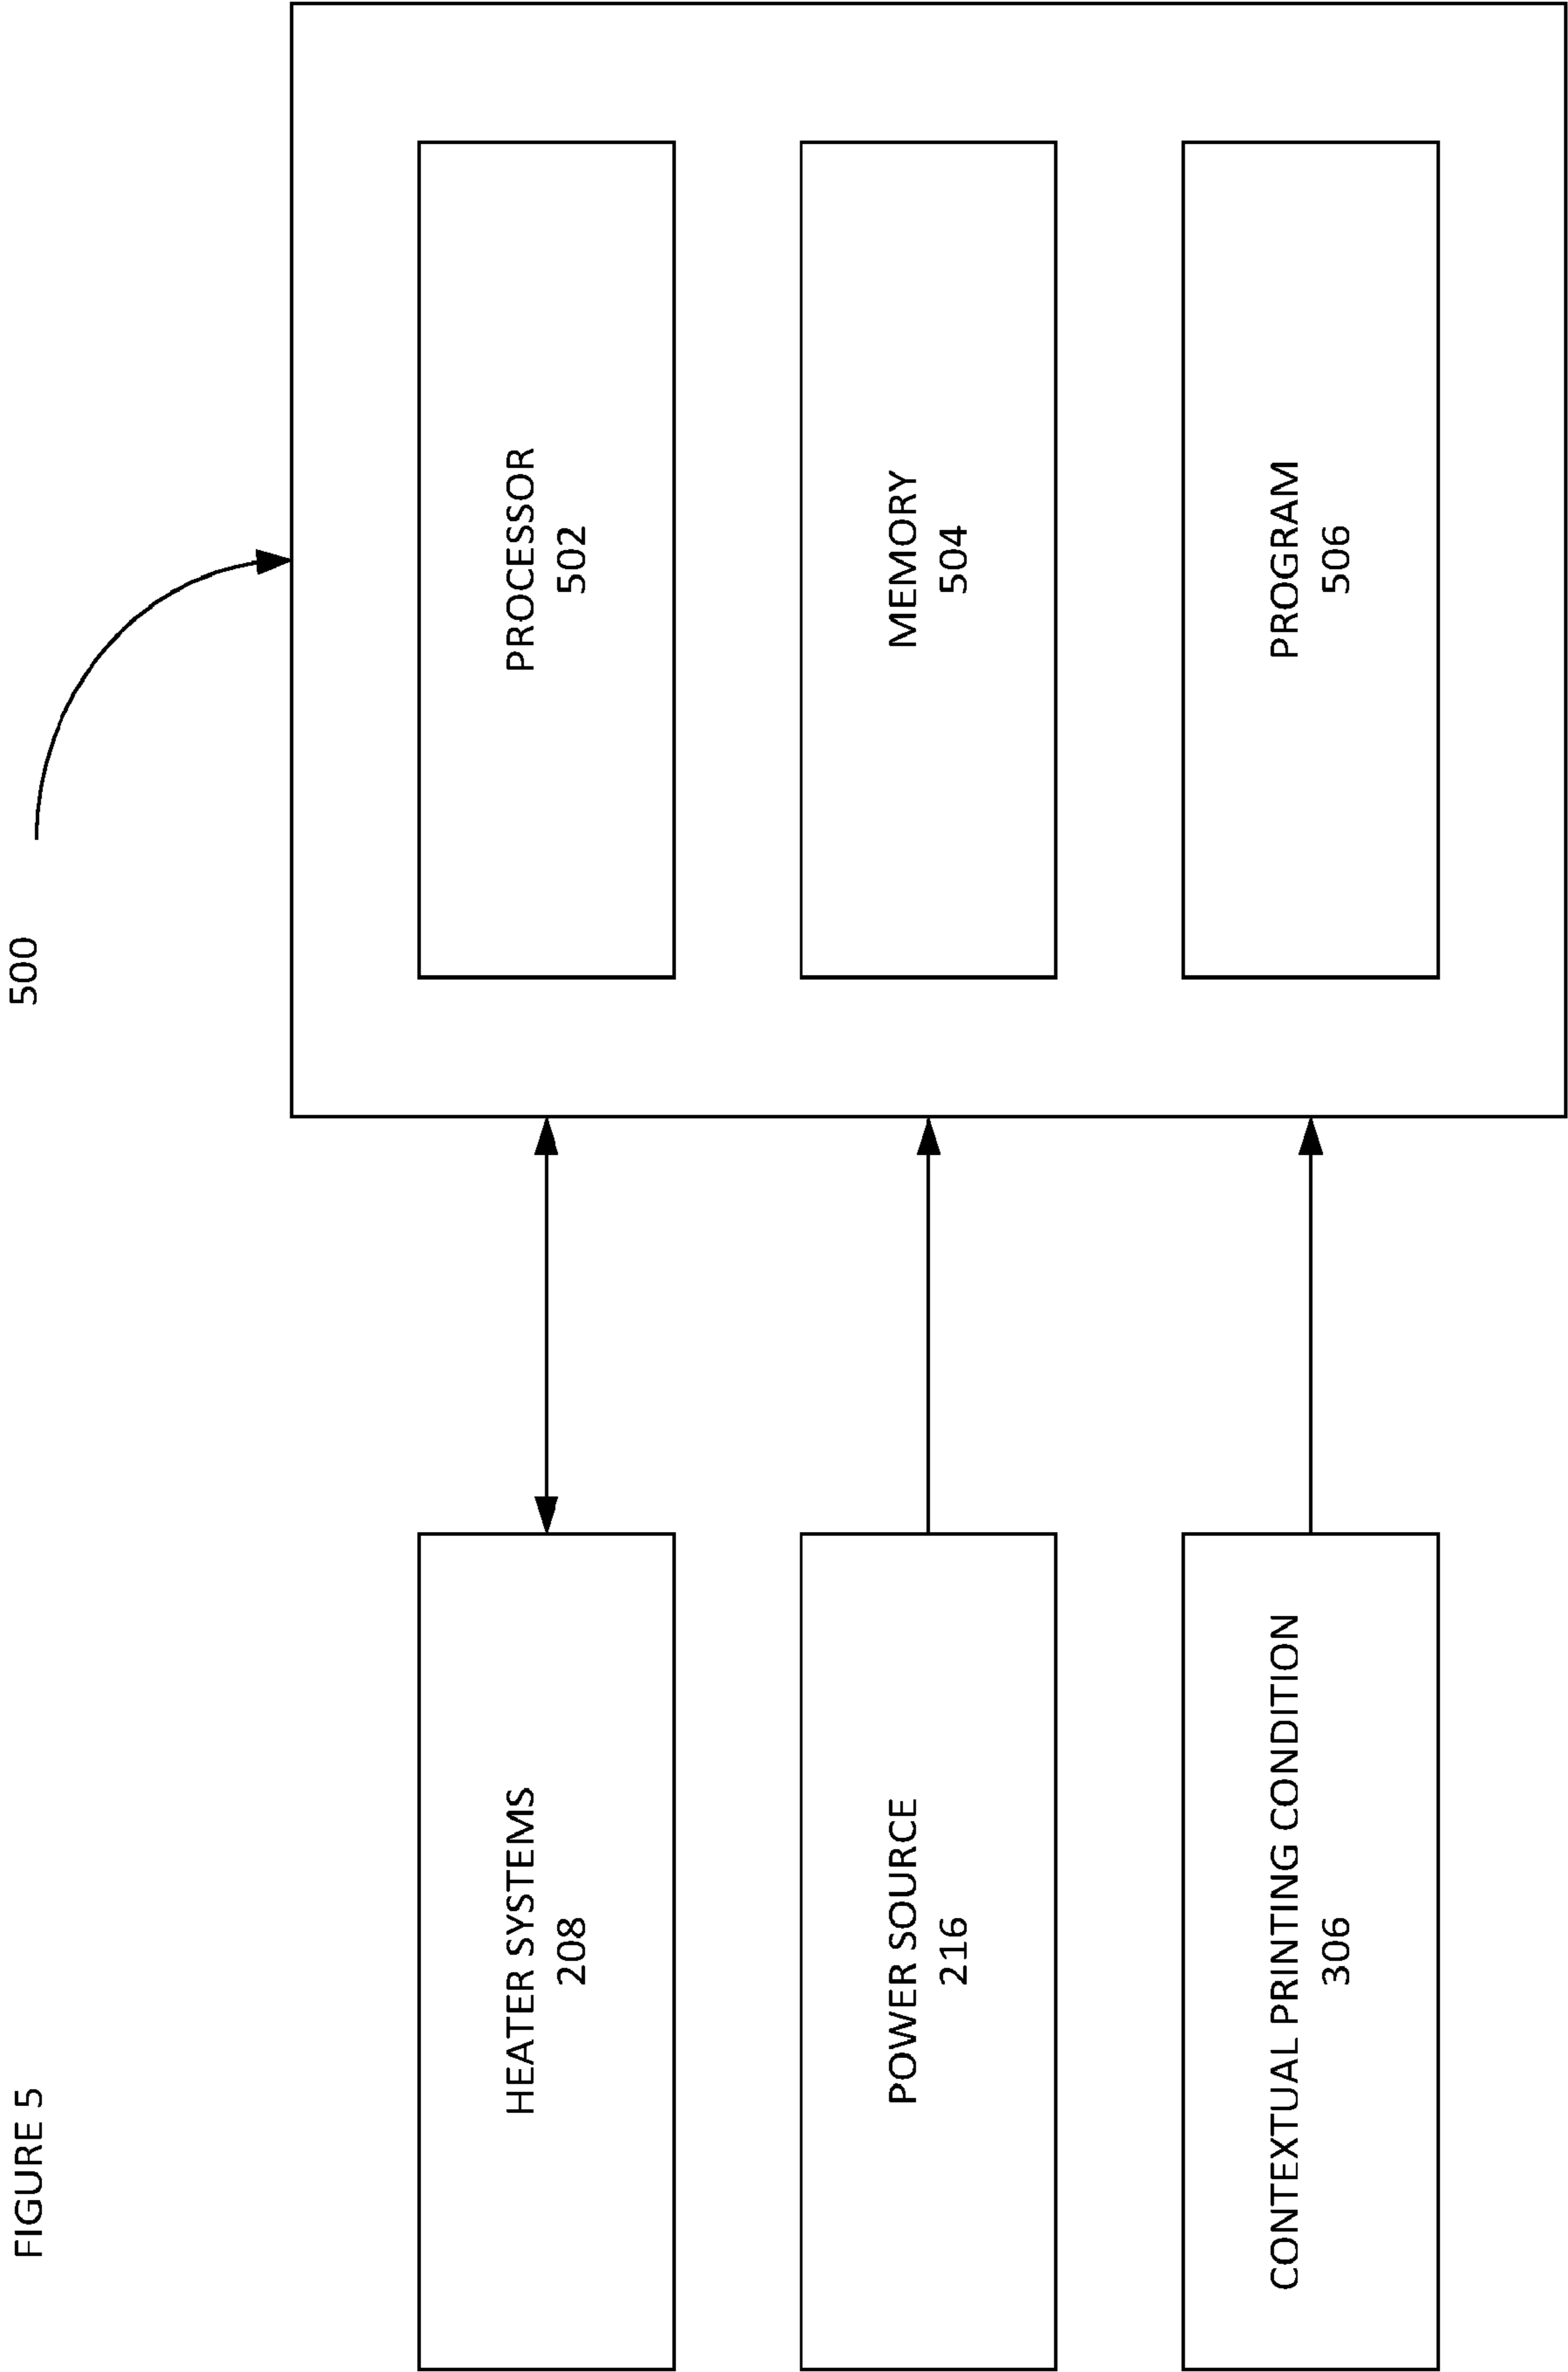 FIGURE 5
500
HEATER SYSTEMS
208
PROCESSOR
502
POWER SOURCE
216
MEMORY
504
CONTEXTUAL PRINTING CONDITION
306
PROGRAM
506